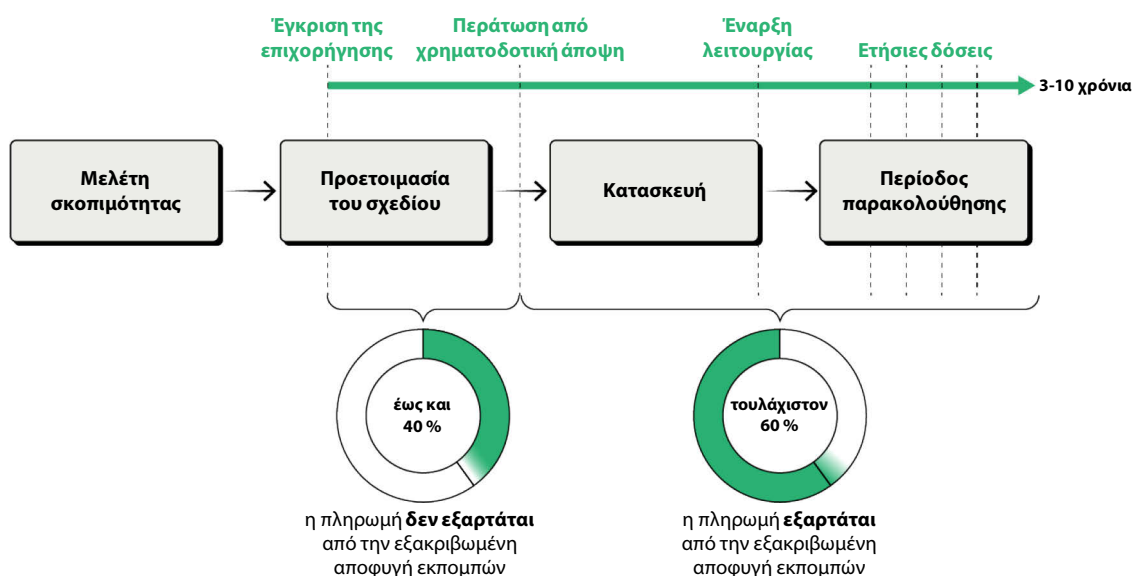 Έγκριση της
επιχορήγησης
Περάτωση από
χρηματοδοτική άποψη
Έναρξη
λειτουργίας
Ετήσιες δόσεις
3-10 χρόνια
Μελέτη
σκοπιμότητας
Προετοιμασία
του σχεδίου
Κατασκευή
Περίοδος
παρακολούθησης
έως και
40 %
τουλάχιστον
60 %
η πληρωμή δεν εξαρτάται
από την εξακριβωμένη
αποφυγή εκπομπών
η πληρωμή εξαρτάται
από την εξακριβωμένη
αποφυγή εκπομπών